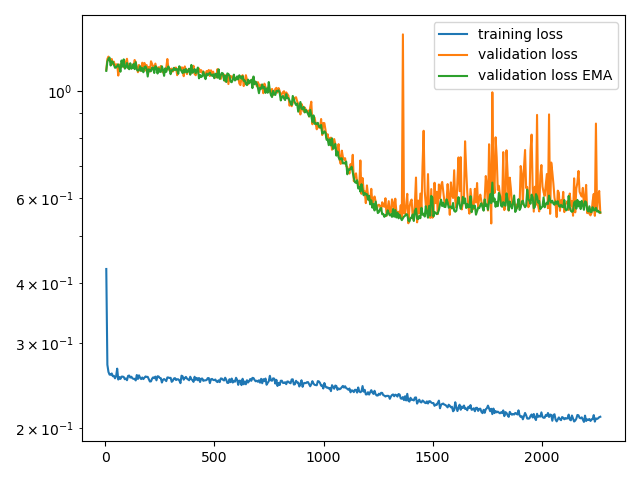 training loss
validation loss
validation loss EMA
10⁰
6 × 10⁻¹
4 × 10⁻¹
3 × 10⁻¹
2 × 10⁻¹
0 500 1000 1500 2000